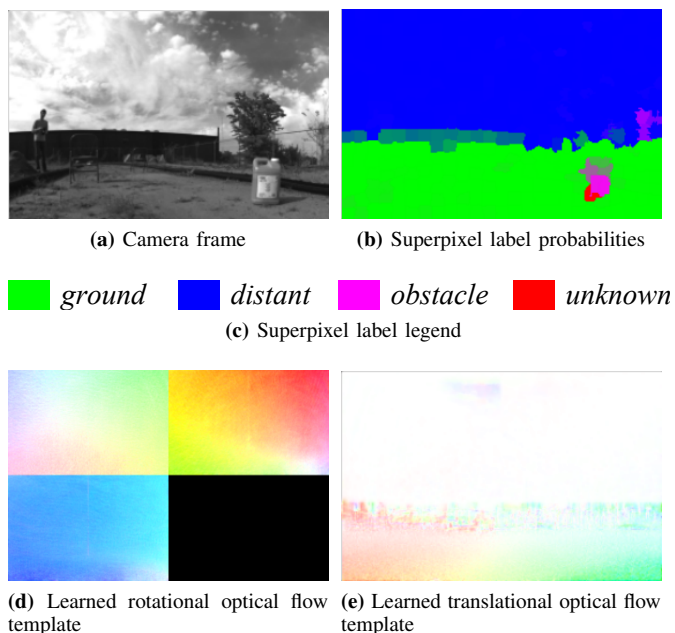 (a) Camera frame
(b) Superpixel label probabilities
ground distant obstacle unknown
(c) Superpixel label legend
(d) Learned rotational optical flow
template
(e) Learned translational optical flow
template